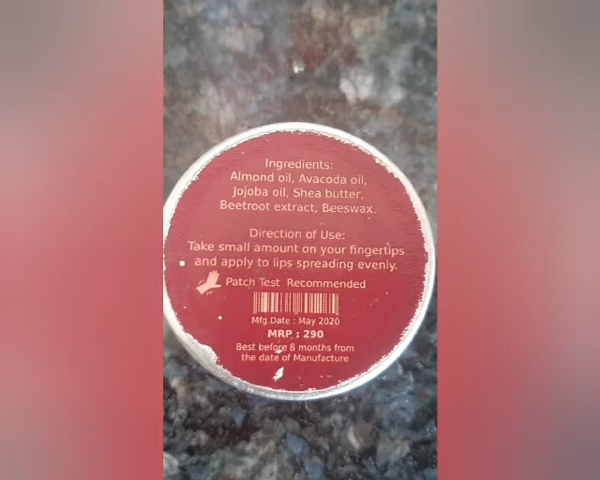 Ingredients:
Almond oil, Avacoda oil,
Jojoba oil, Shea butter,
Beetroot extract, Beeswax.
Direction of Use:
Take small amount on your fingertips
and apply to lips spreading evenly.
Patch Test Recommended
Mfg.Date : May 2020
MRP : 290
Best before 8 months from
the date of Manufacture